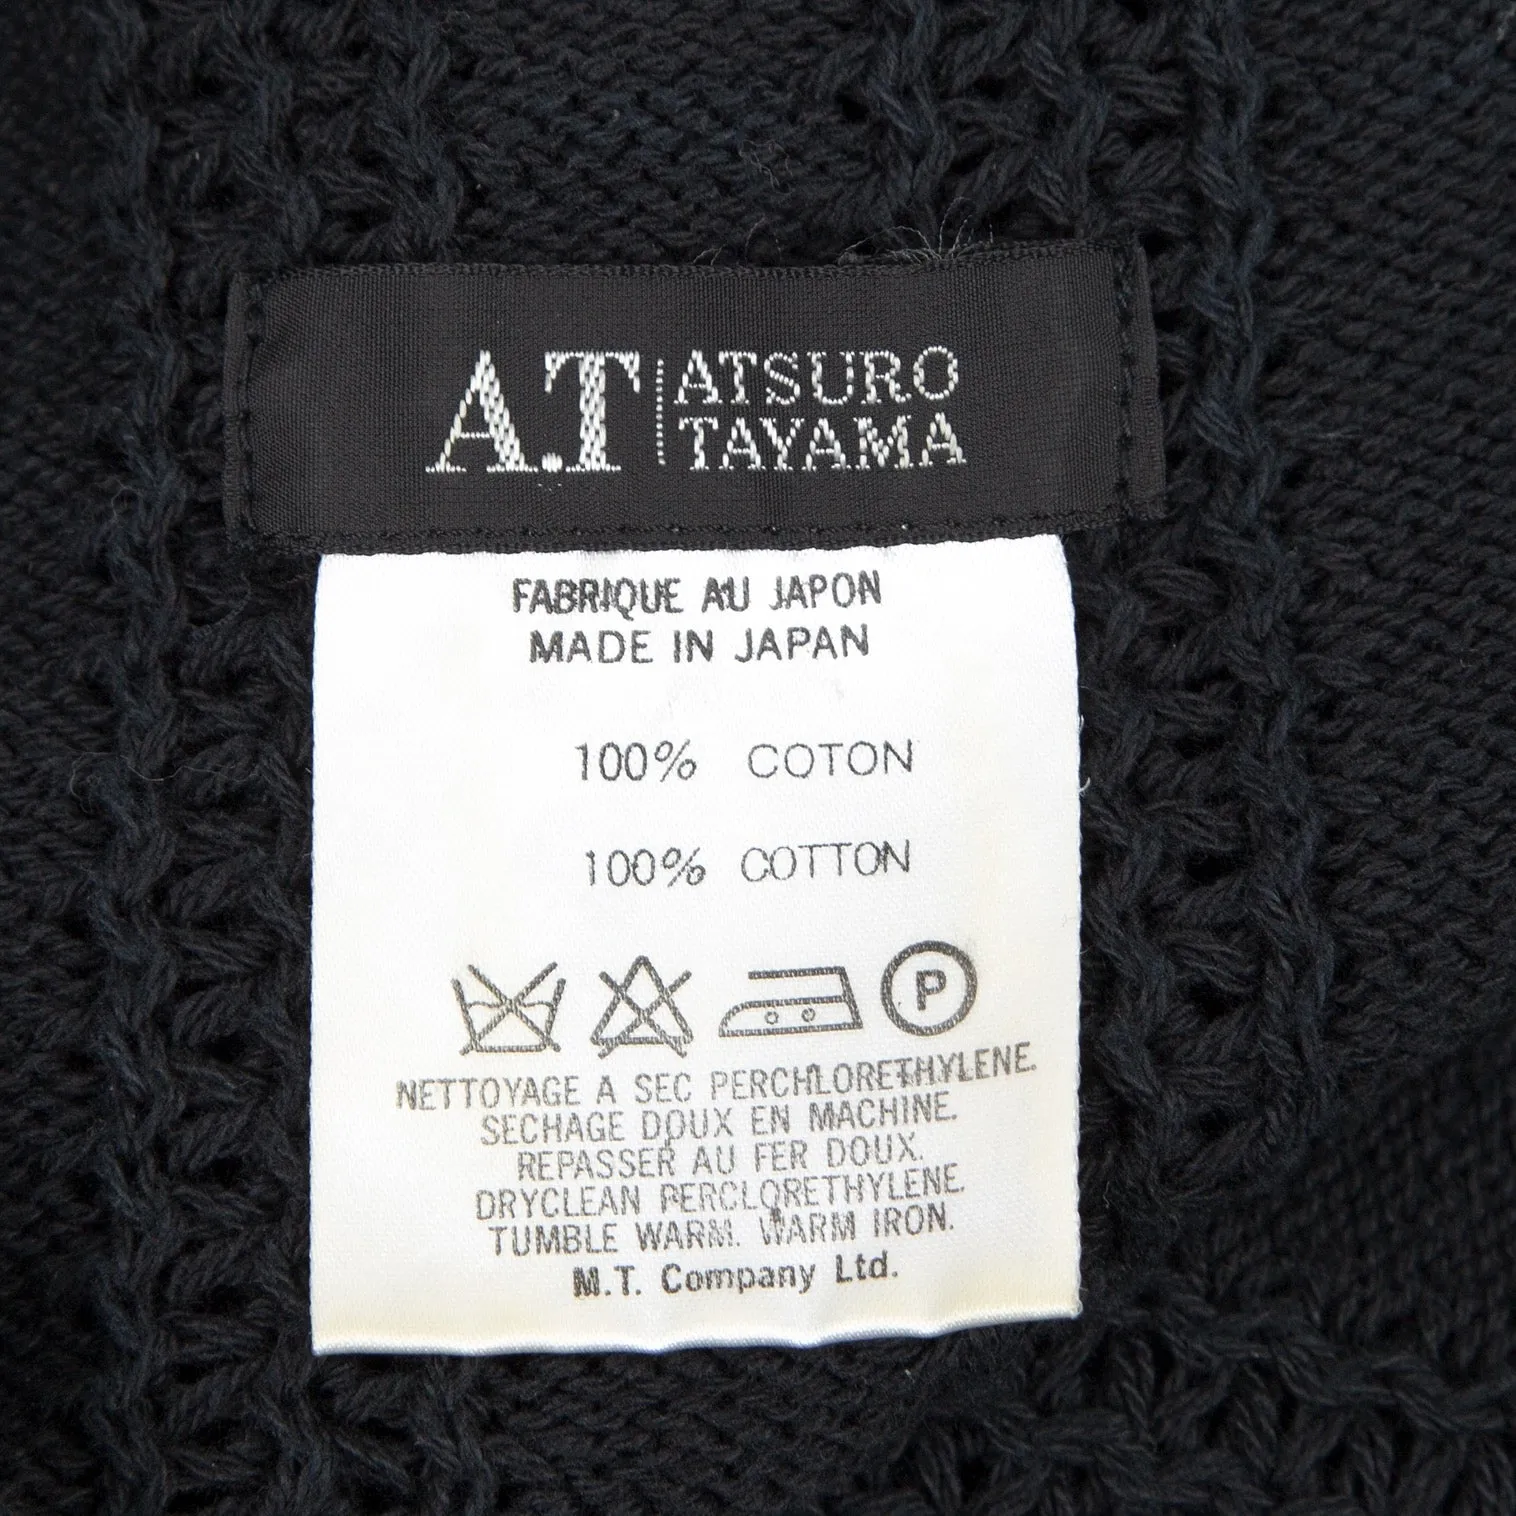 A.T ATSURO
TAYAMA
FABRIQUE AU JAPON
MADE IN JAPAN
100% COTON
100% COTTON
P
NETTOYAGE A SEC PERCHLORETHYLENE.
SECHAGE DOUX EN MACHINE.
REPASSER AU FER DOUX.
DRYCLEAN PERCLORETHYLENE.
TUMBLE WARM. WARM IRON.
M.T. Company Ltd.